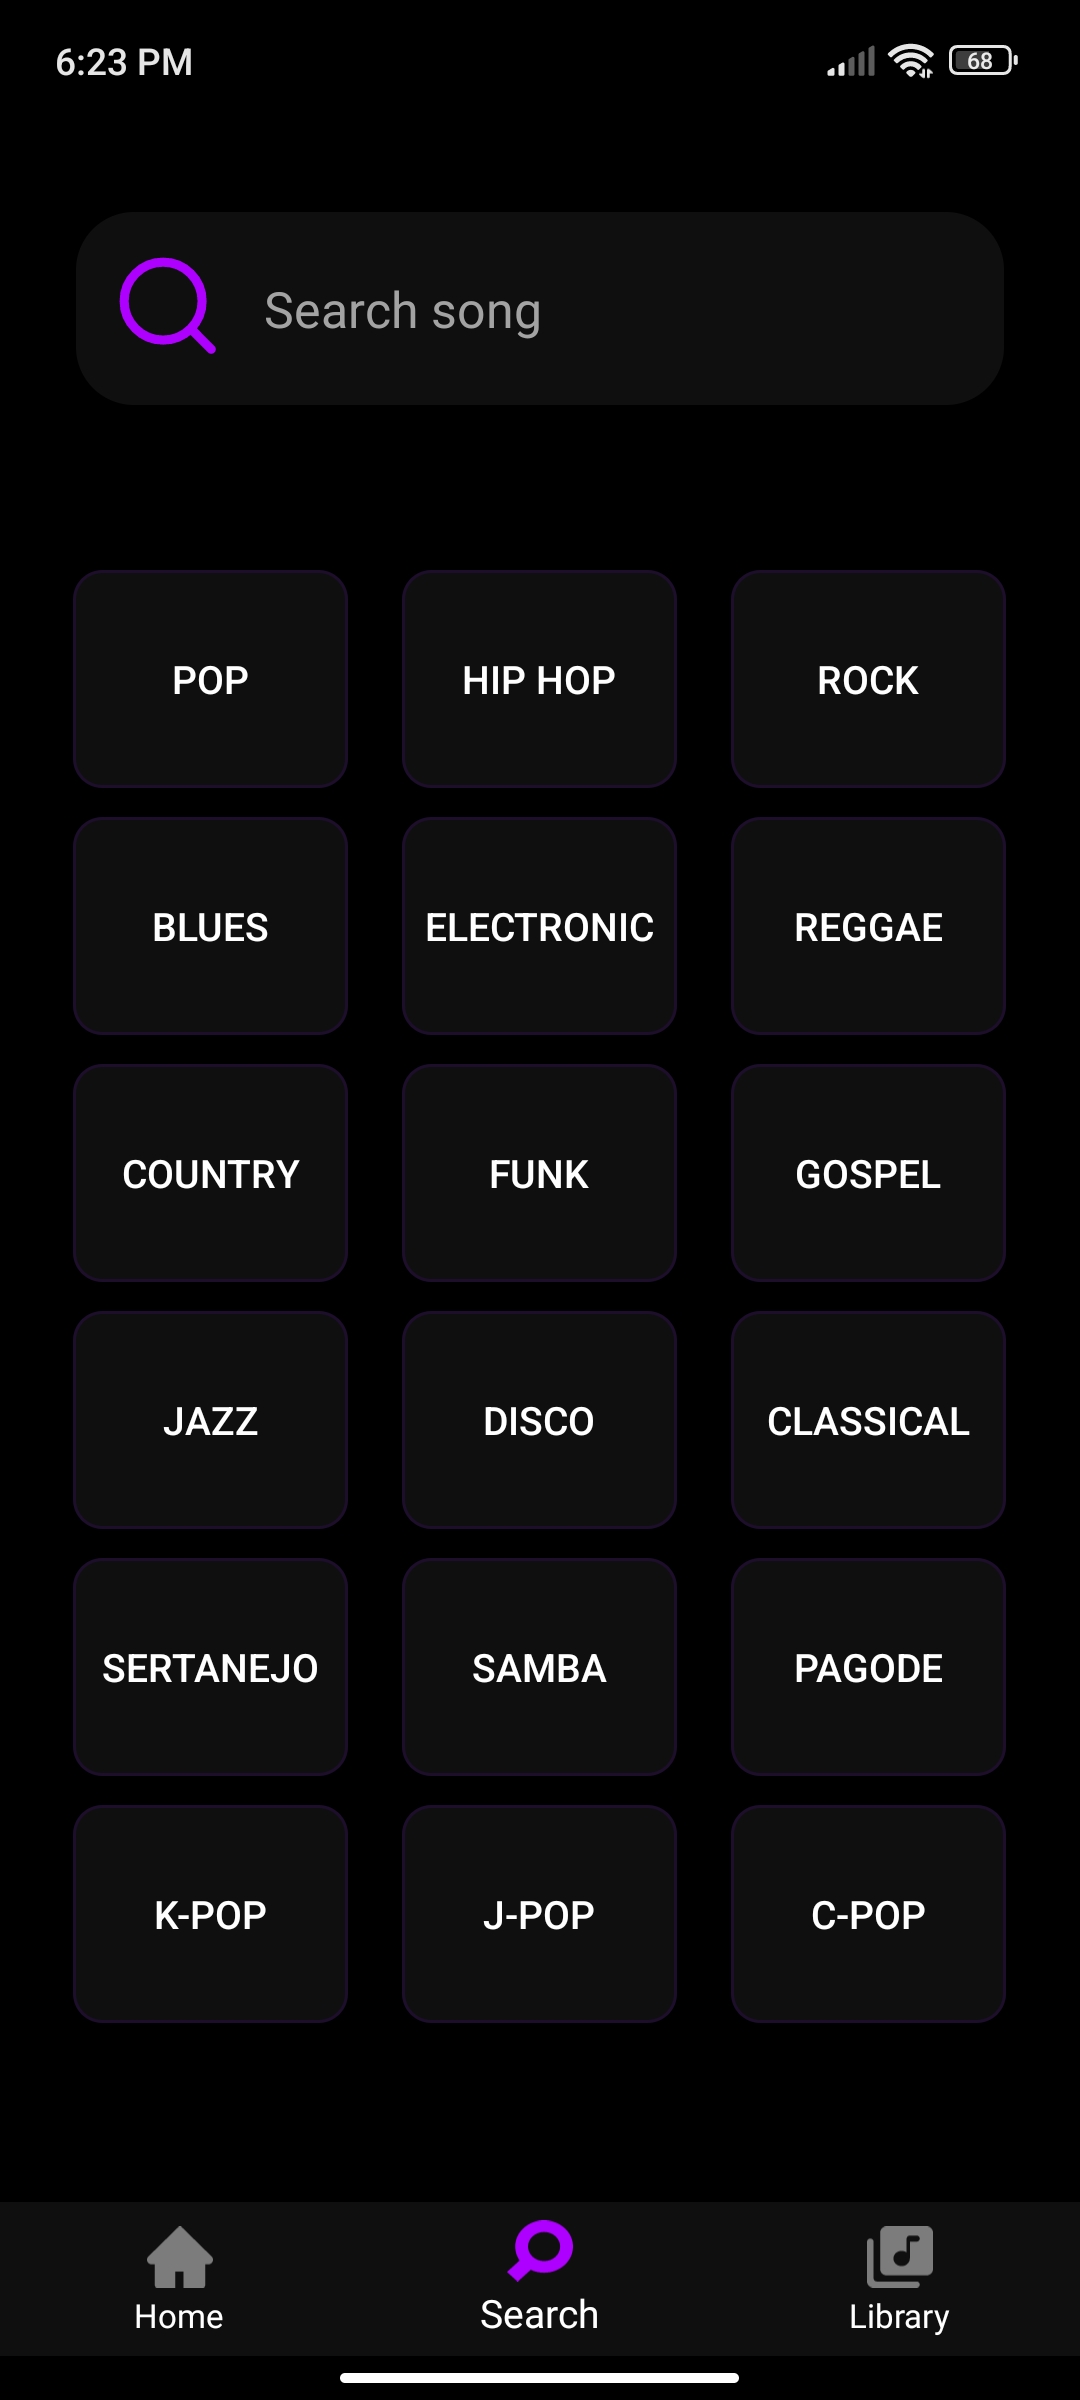 6:23 PM
68
Search song
POP
HIP HOP
ROCK
BLUES
ELECTRONIC
REGGAE
COUNTRY
FUNK
GOSPEL
JAZZ
DISCO
CLASSICAL
SERTANEJO
SAMBA
PAGODE
K-POP
J-POP
C-POP
Home
Search
Library